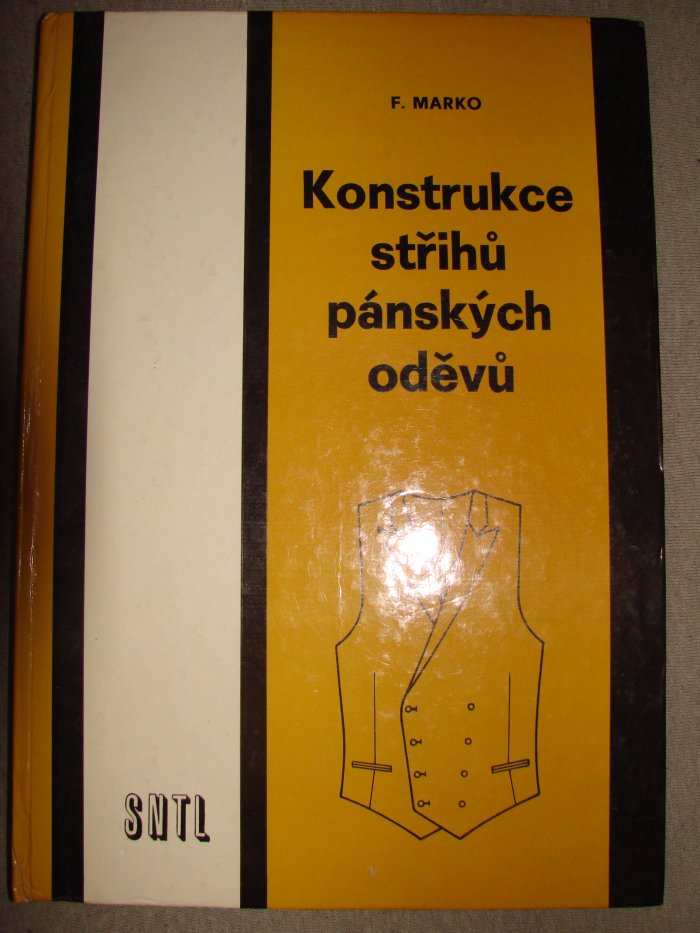 F. MARKO
Konstrukce
střihů
pánských
oděvů
SNTL